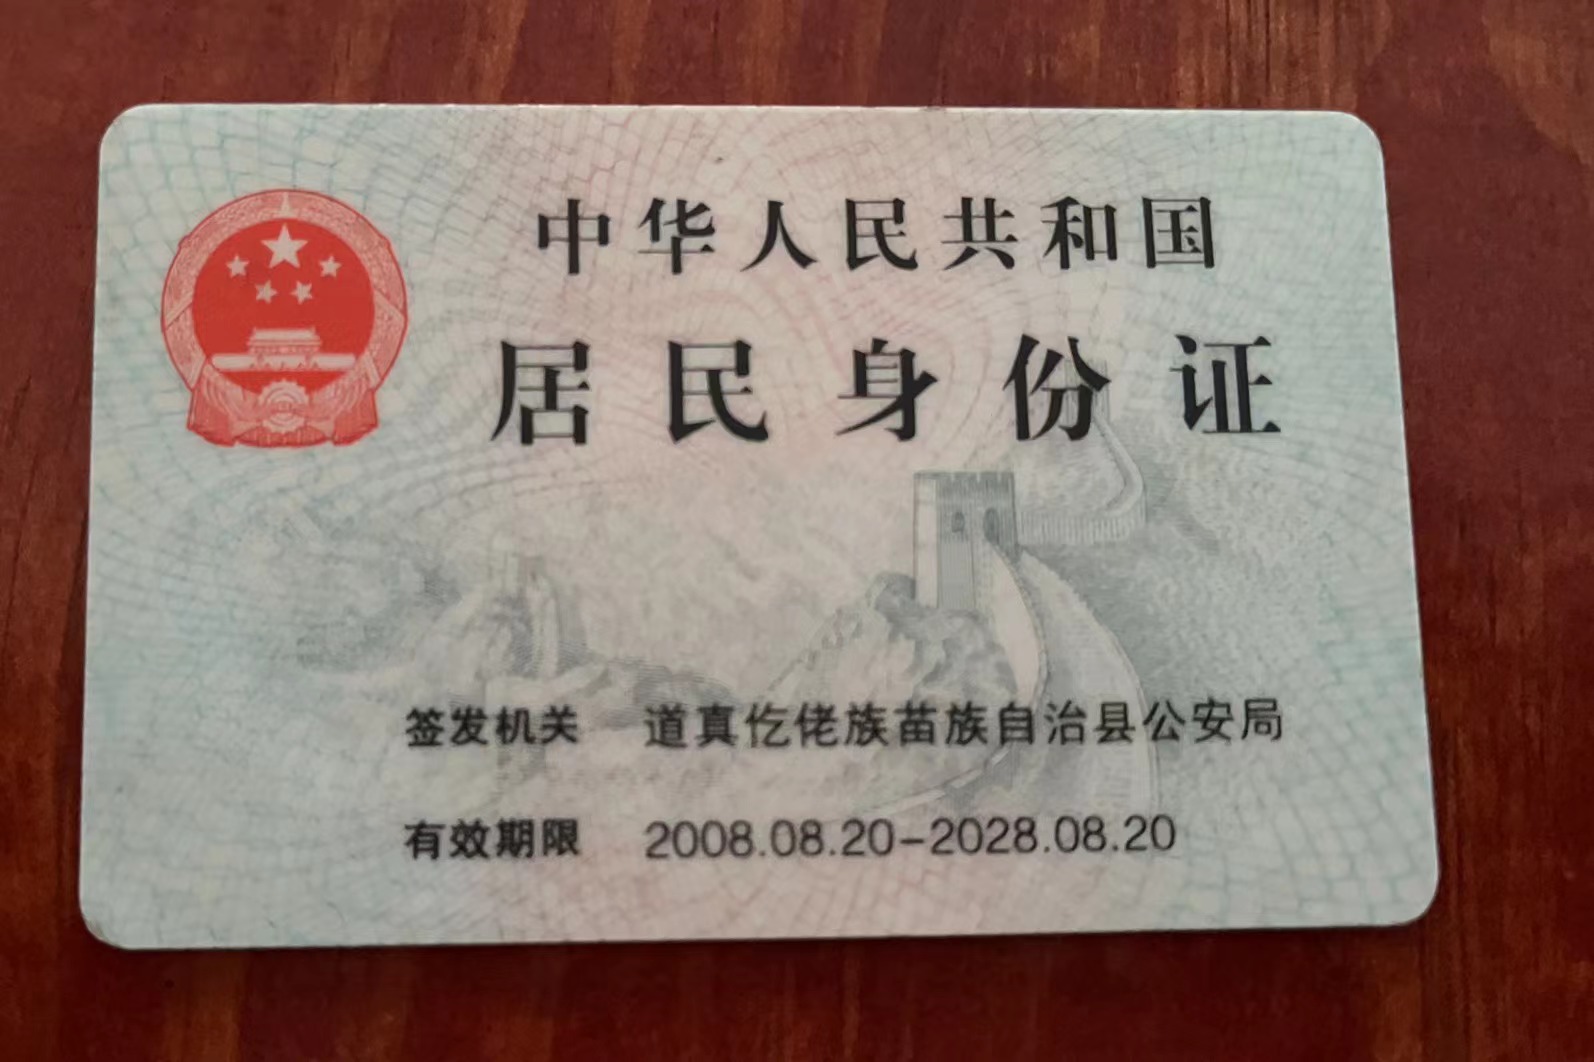 中华人民共和国
居民身份证
签发机关 道真仡佬族苗族自治县公安局
有效期限 2008.08.20-2028.08.20